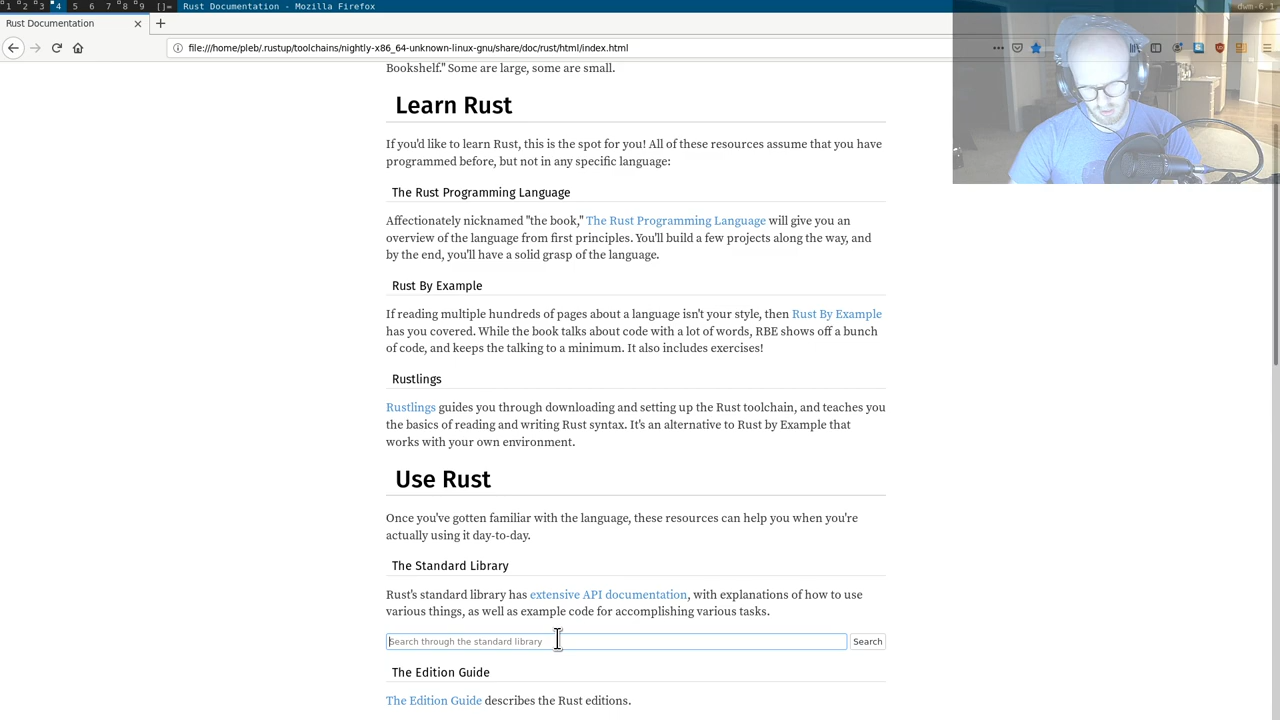 1 2 3 4 5 6 7 8 9 []= Rust Documentation - Mozilla Firefox dwm-6.1
Rust Documentation
file:///home/pleb/.rustup/toolchains/nightly-x86_64-unknown-linux-gnu/share/doc/rust/html/index.html
Bookshelf." Some are large, some are small.
Learn Rust
If you'd like to learn Rust, this is the spot for you! All of these resources assume that you have
programmed before, but not in any specific language:
The Rust Programming Language
Affectionately nicknamed "the book," The Rust Programming Language will give you an
overview of the language from first principles. You'll build a few projects along the way, and
by the end, you'll have a solid grasp of the language.
Rust By Example
If reading multiple hundreds of pages about a language isn't your style, then Rust By Example
has you covered. While the book talks about code with a lot of words, RBE shows off a bunch
of code, and keeps the talking to a minimum. It also includes exercises!
Rustlings
Rustlings guides you through downloading and setting up the Rust toolchain, and teaches you
the basics of reading and writing Rust syntax. It's an alternative to Rust by Example that
works with your own environment.
Use Rust
Once you've gotten familiar with the language, these resources can help you when you're
actually using it day-to-day.
The Standard Library
Rust's standard library has extensive API documentation, with explanations of how to use
various things, as well as example code for accomplishing various tasks.
Search through the standard library Search
The Edition Guide
The Edition Guide describes the Rust editions.